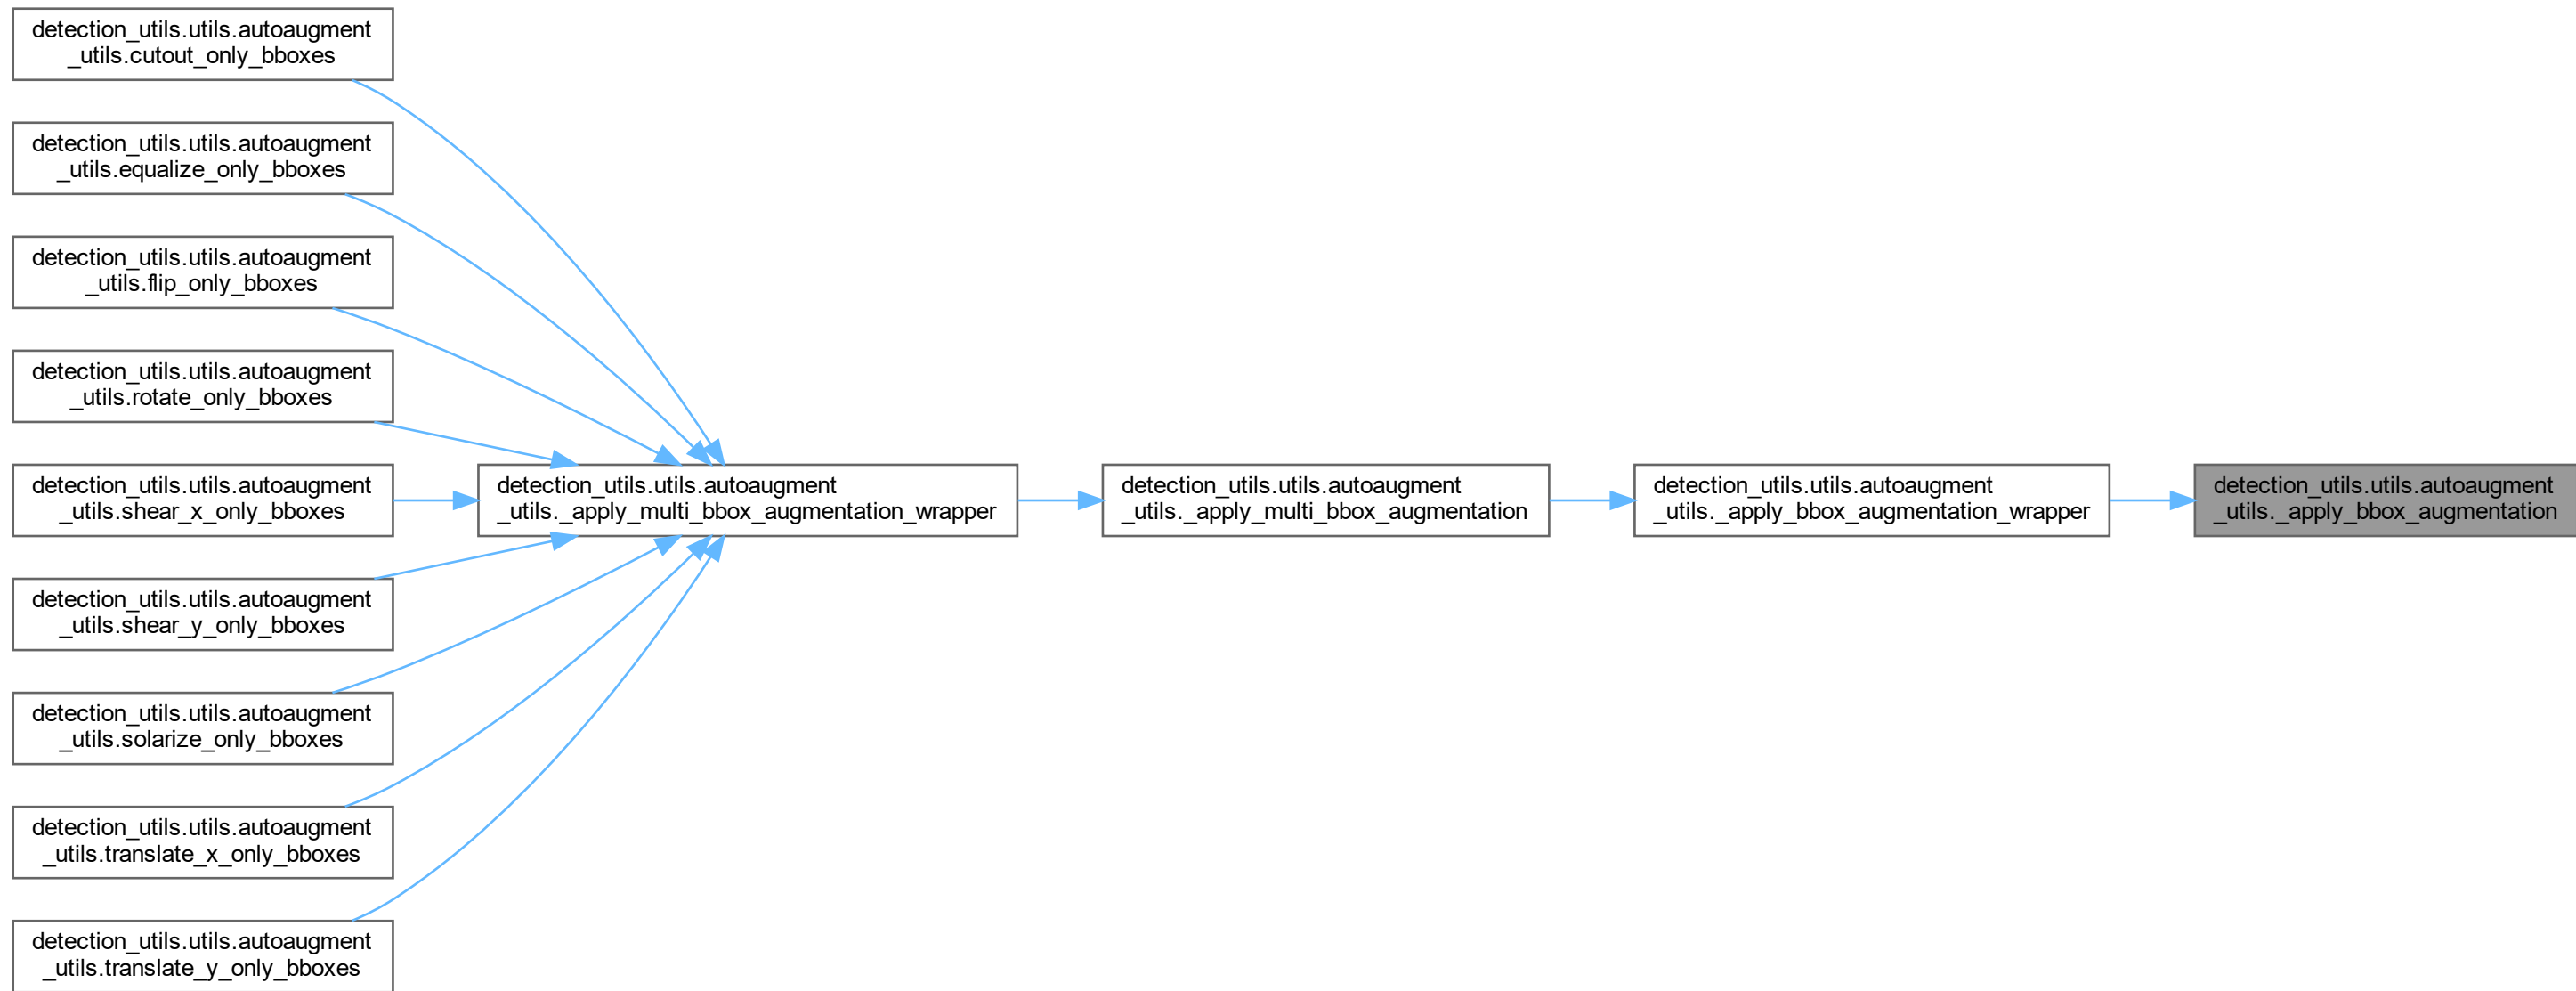 detection_utils.utils.autoaugment
_utils.cutout_only_bboxes
detection_utils.utils.autoaugment
_utils.equalize_only_bboxes
detection_utils.utils.autoaugment
_utils.flip_only_bboxes
detection_utils.utils.autoaugment
_utils.rotate_only_bboxes
detection_utils.utils.autoaugment
_utils.shear_x_only_bboxes
detection_utils.utils.autoaugment
_utils.shear_y_only_bboxes
detection_utils.utils.autoaugment
_utils.solarize_only_bboxes
detection_utils.utils.autoaugment
_utils.translate_x_only_bboxes
detection_utils.utils.autoaugment
_utils.translate_y_only_bboxes
detection_utils.utils.autoaugment
_utils._apply_multi_bbox_augmentation_wrapper
detection_utils.utils.autoaugment
_utils._apply_multi_bbox_augmentation
detection_utils.utils.autoaugment
_utils._apply_bbox_augmentation_wrapper
detection_utils.utils.autoaugment
_utils._apply_bbox_augmentation